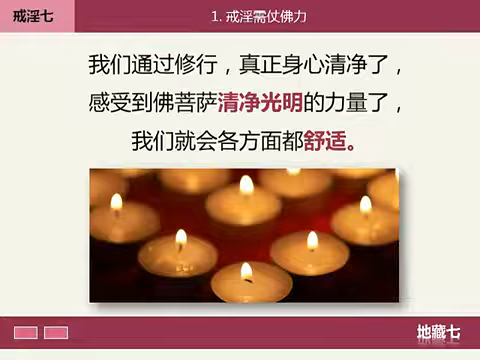 戒淫七
1. 戒淫需仗佛力
我们通过修行，真正身心清净了，
感受到佛菩萨清净光明的力量了，
我们就会各方面都舒适。
地藏七